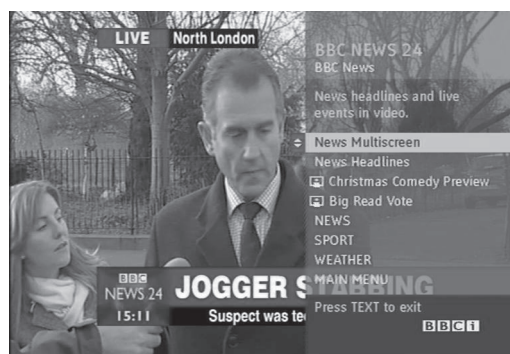 LIVE North London
BBC NEWS 24
BBC News
News headlines and live
events in video.
News Multiscreen
News Headlines
Christmas Comedy Preview
Big Read Vote
NEWS
SPORT
WEATHER
MAIN MENU
Press TEXT to exit
BBCi
BBC
NEWS 24
15:11
JOGGER STABBING
Suspect was